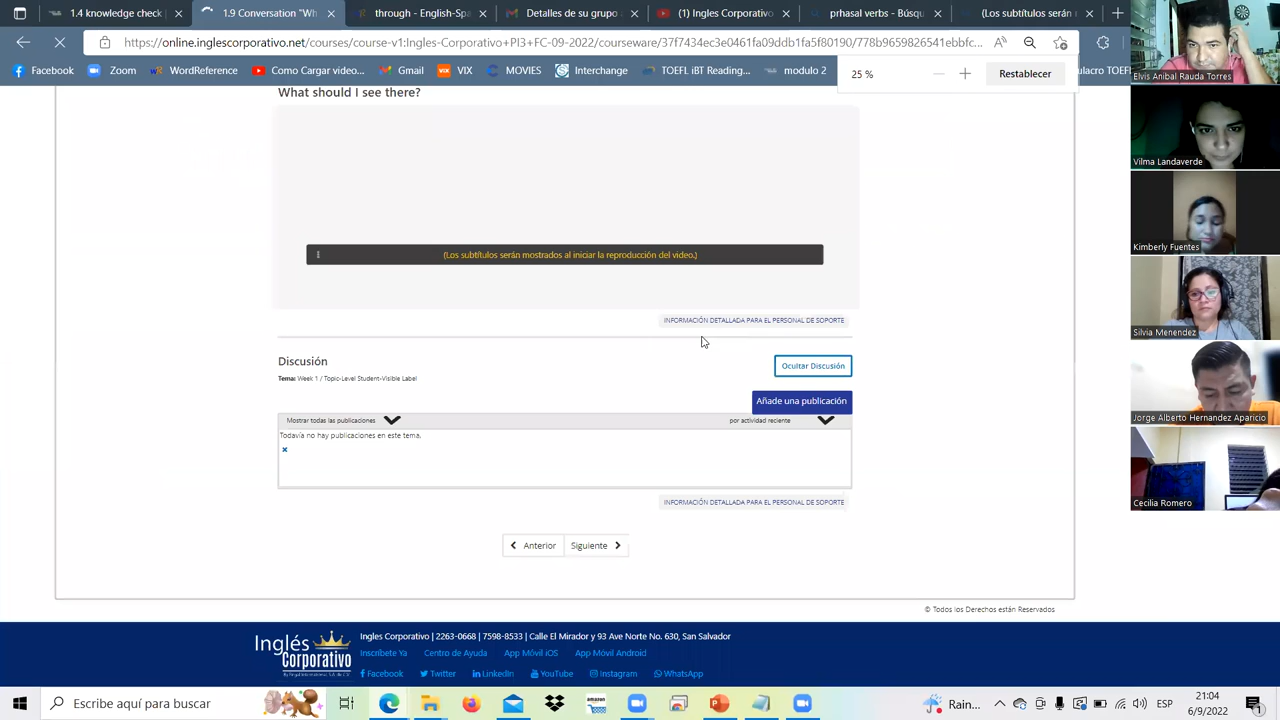 1.4 knowing that
1.9 Conversation "Wh
English-Spa
Detalles de su progra
Inglés Corporativo
prhasal verbs - Búsqu
(Los subtítulos serán r
https://online.inglescorporativo.net/courses/course-v1:Ingles-Corporativo+PI3+FC-09-2022/courseware/37f7434ec3e0461fa09ddb1fa5f80190/778b9659826541ebbfc...
Facebook
Zoom
WordReference
Como Cargar video...
Gmail
VIX
MOVIES
Interchange
TOEFL iBT Reading...
modulo 2
ulacro TOEFL
25 %
Restablecer
What should I see there?
(Los subtítulos serán mostrados al iniciar la reproducción del video.)
INFORMACIÓN DETALLADA PARA EL PERSONAL DE SOPORTE
Discusión
Ocultar Discusión
Tema: Week 1 / Topic-Level Student-Visible Label
Añade una publicación
Mostrar todas las publicaciones
por actividad reciente
Todavía no hay publicaciones en este tema.
INFORMACIÓN DETALLADA PARA EL PERSONAL DE SOPORTE
Anterior
Siguiente
© Todos los Derechos están Reservados
Inglés Corporativo
Ingles Corporativo | 2263-0668 | 7598-8533 | Calle El Mirador y 93 Ave Norte No. 630, San Salvador
Inscríbete Ya Centro de Ayuda App Móvil iOS App Móvil Android
Facebook Twitter LinkedIn YouTube Instagram WhatsApp
Elvis Anibal Rauda Torres
Vilma Landaverde
Kimberly Fuentes
Silvia Menendez
Jorge Alberto Hernandez Aparicio
Cecilia Romero
Escribe aquí para buscar
amazon
Rain...
ESP
21:04
6/9/2022